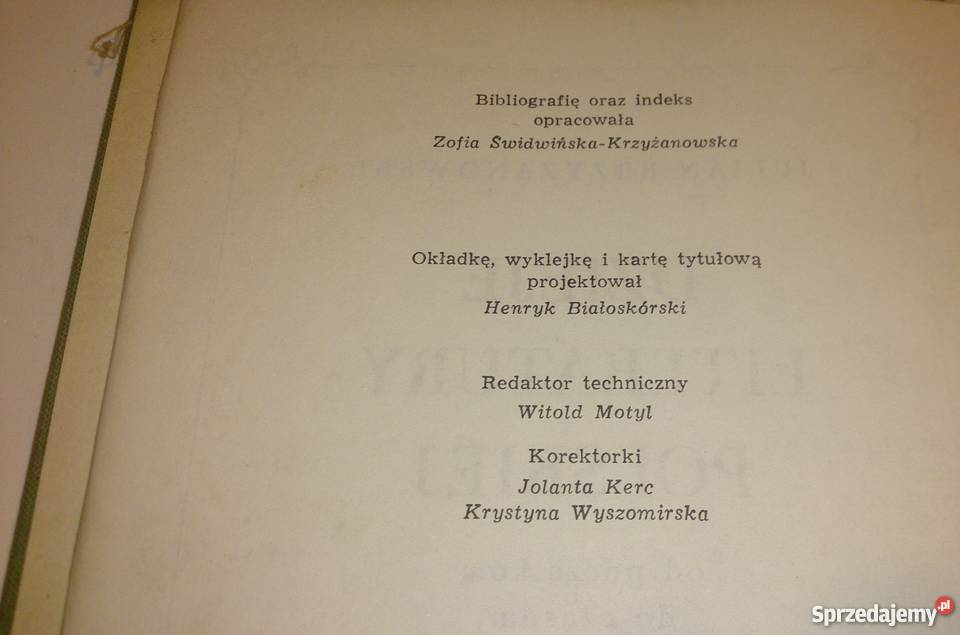 Bibliografię oraz indeks
opracowała
Zofia Świdwińska-Krzyżanowska
Okładkę, wyklejkę i kartę tytułową
projektował
Henryk Białoskórski
Redaktor techniczny
Witold Motyl
Korektorki
Jolanta Kerc
Krystyna Wyszomirska
Sprzedajemy.pl